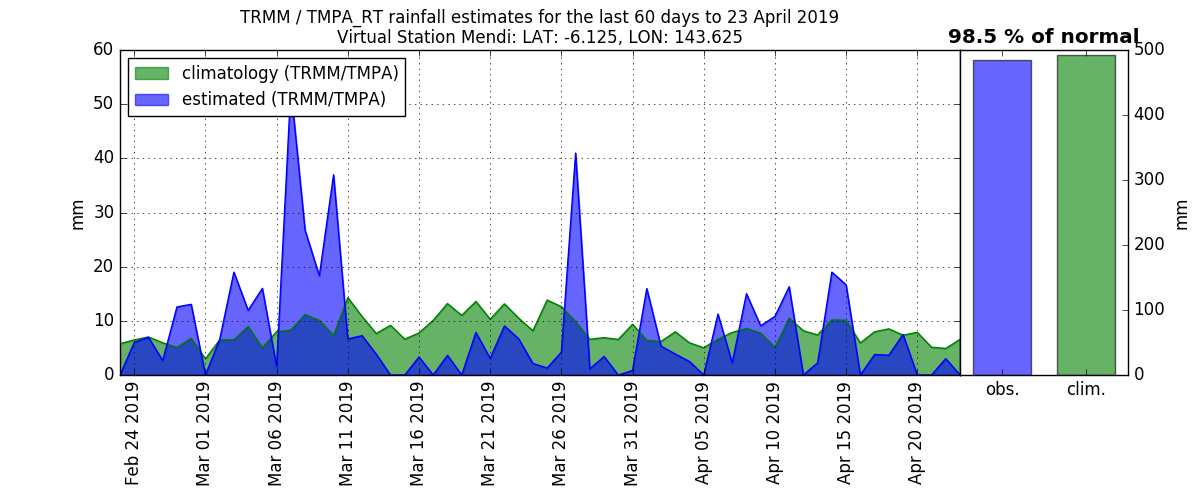 TRMM / TMPA_RT rainfall estimates for the last 60 days to 23 April 2019
Virtual Station Mendi: LAT: -6.125, LON: 143.625
98.5 % of normal
climatology (TRMM/TMPA)
estimated (TRMM/TMPA)
60
50
40
30
20
10
0
mm
Feb 24 2019
Mar 01 2019
Mar 06 2019
Mar 11 2019
Mar 16 2019
Mar 21 2019
Mar 26 2019
Mar 31 2019
Apr 05 2019
Apr 10 2019
Apr 15 2019
Apr 20 2019
500
400
300
200
100
0
mm
obs.
clim.